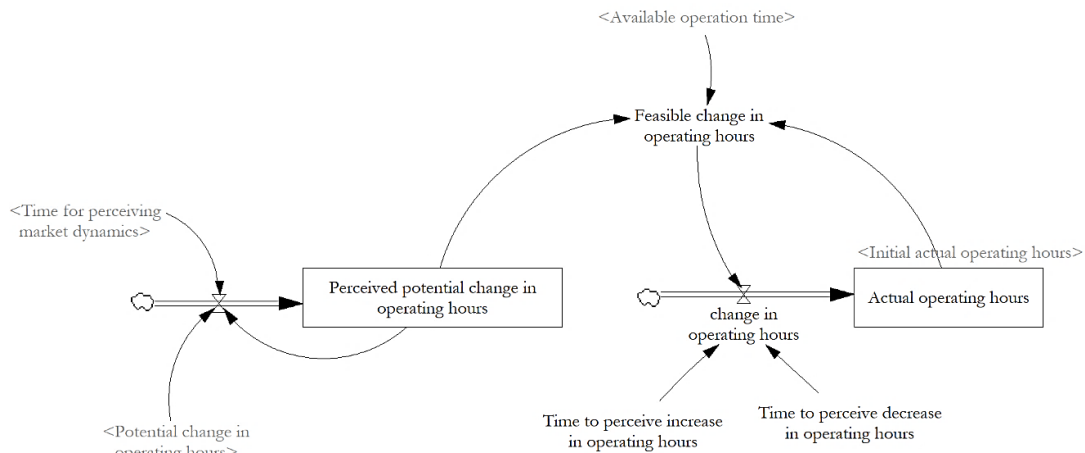 <Available operation time>
Feasible change in
operating hours
<Time for perceiving
market dynamics>
<Initial actual operating hours>
Perceived potential change in
operating hours
Actual operating hours
change in
operating hours
Time to perceive increase
in operating hours
Time to perceive decrease
in operating hours
<Potential change in
operating hours>